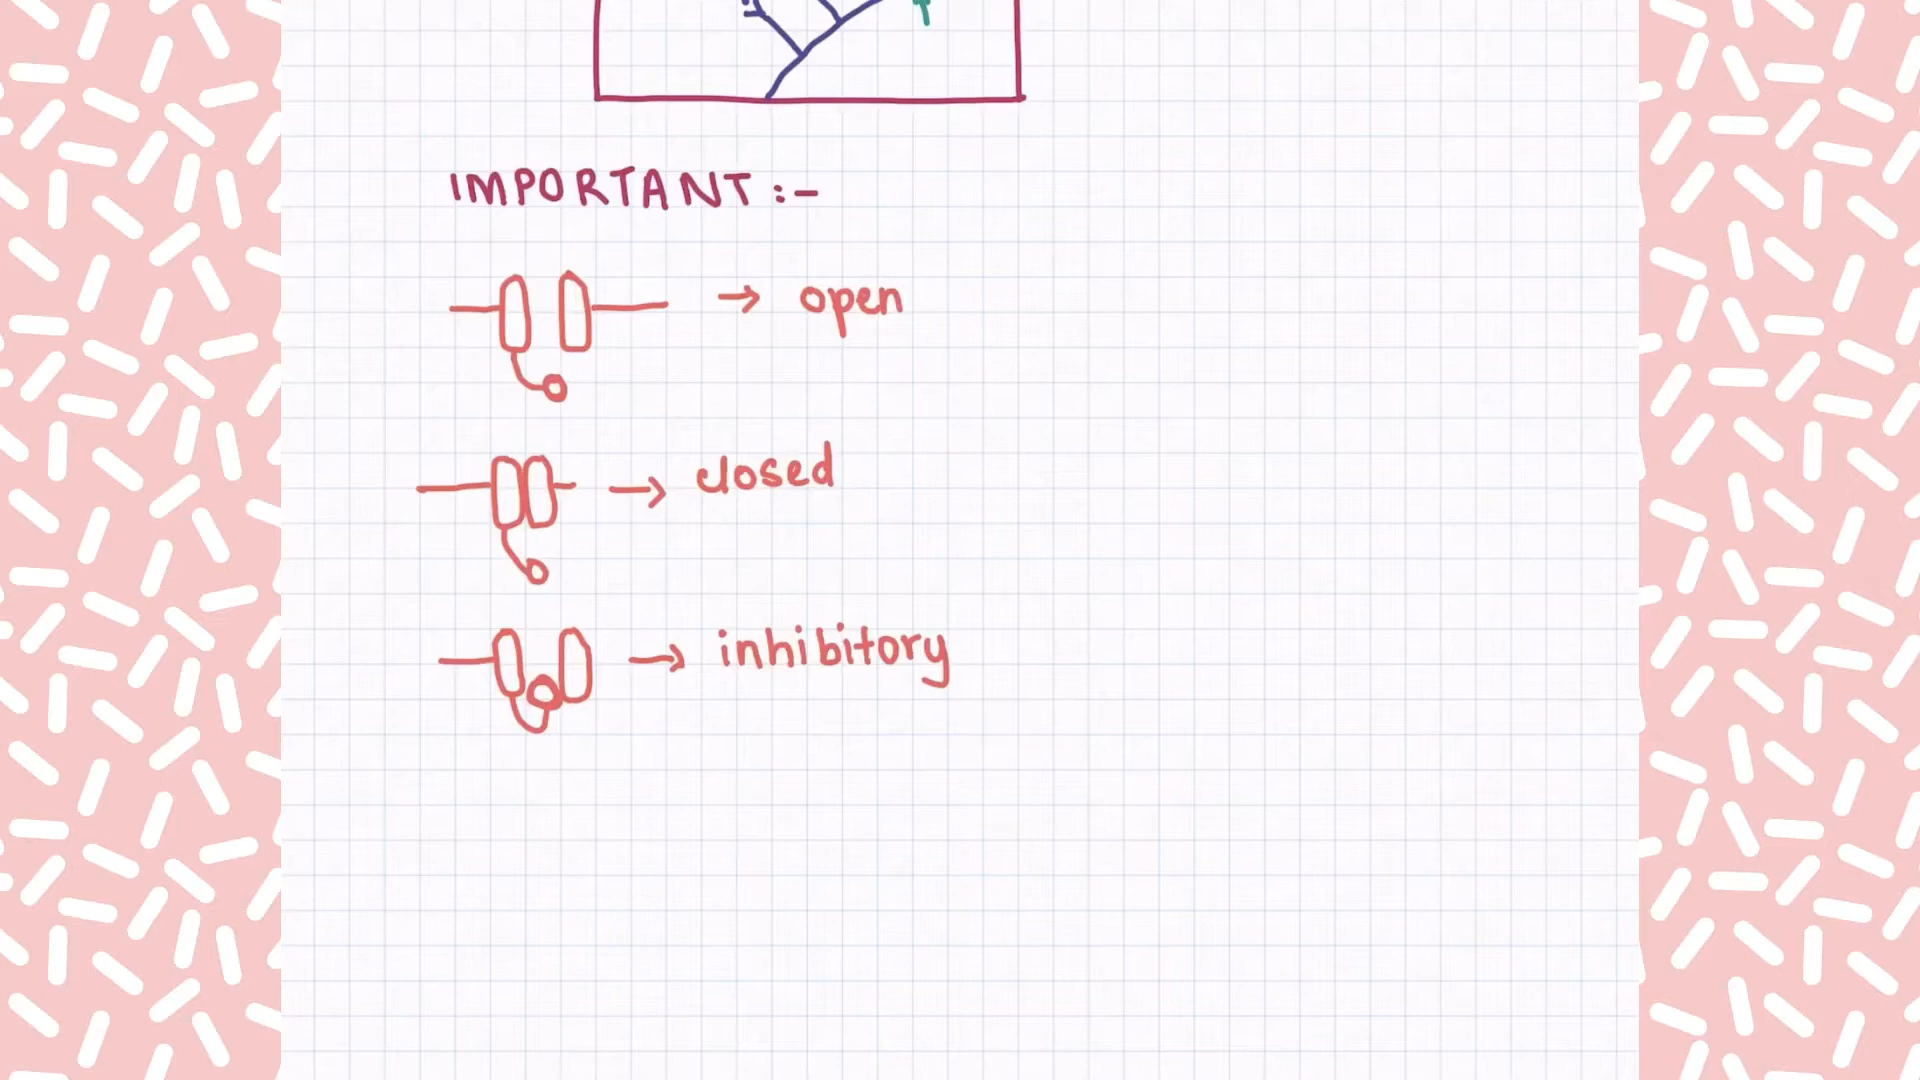 IMPORTANT :-
→ open
→ closed
→ inhibitory